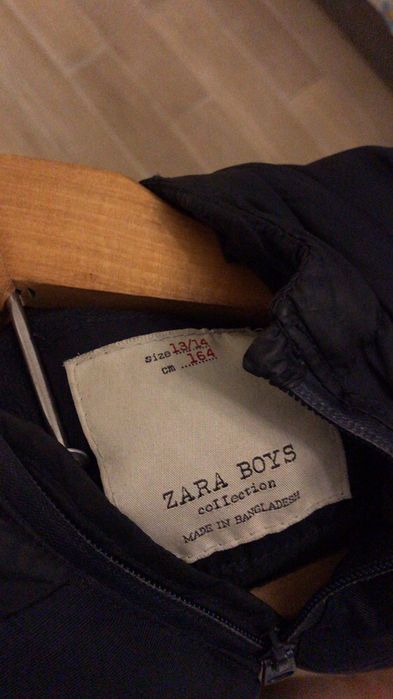 size 13/14
cm 164
ZARA BOYS
collection
MADE IN BANGLADESH